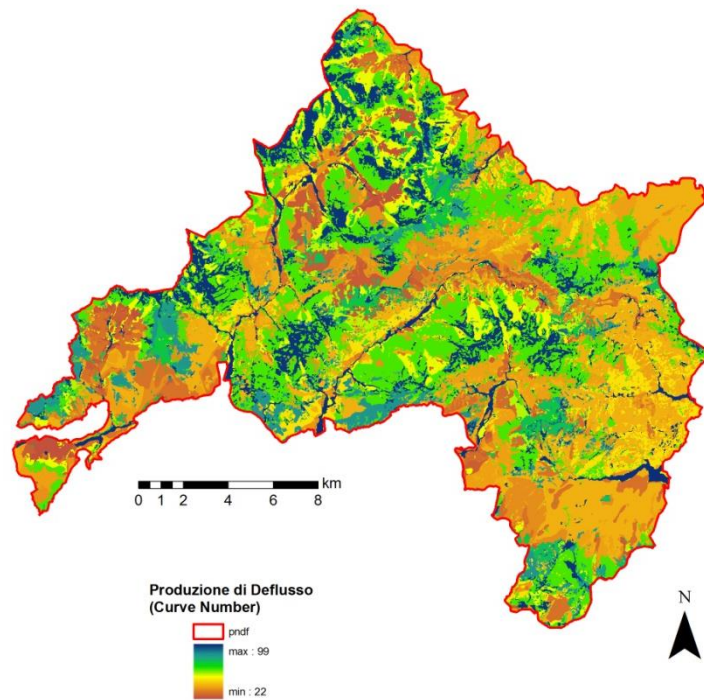 km
0 1 2 4 6 8
Produzione di Deflusso
(Curve Number)
pndf
max : 99
min : 22
N